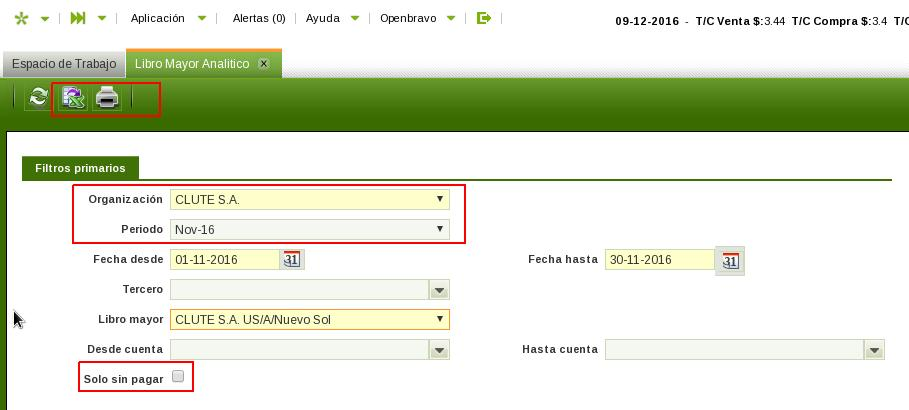 Aplicación Alertas (0) Ayuda Openbravo
09-12-2016 - T/C Venta $:3.44 T/C Compra $:3.4 T/C
Espacio de Trabajo Libro Mayor Analitico x
Filtros primarios
Organización CLUTE S.A.
Periodo Nov-16
Fecha desde 01-11-2016 31 Fecha hasta 30-11-2016 31
Tercero
Libro mayor CLUTE S.A. US/A/Nuevo Sol
Desde cuenta Hasta cuenta
Solo sin pagar